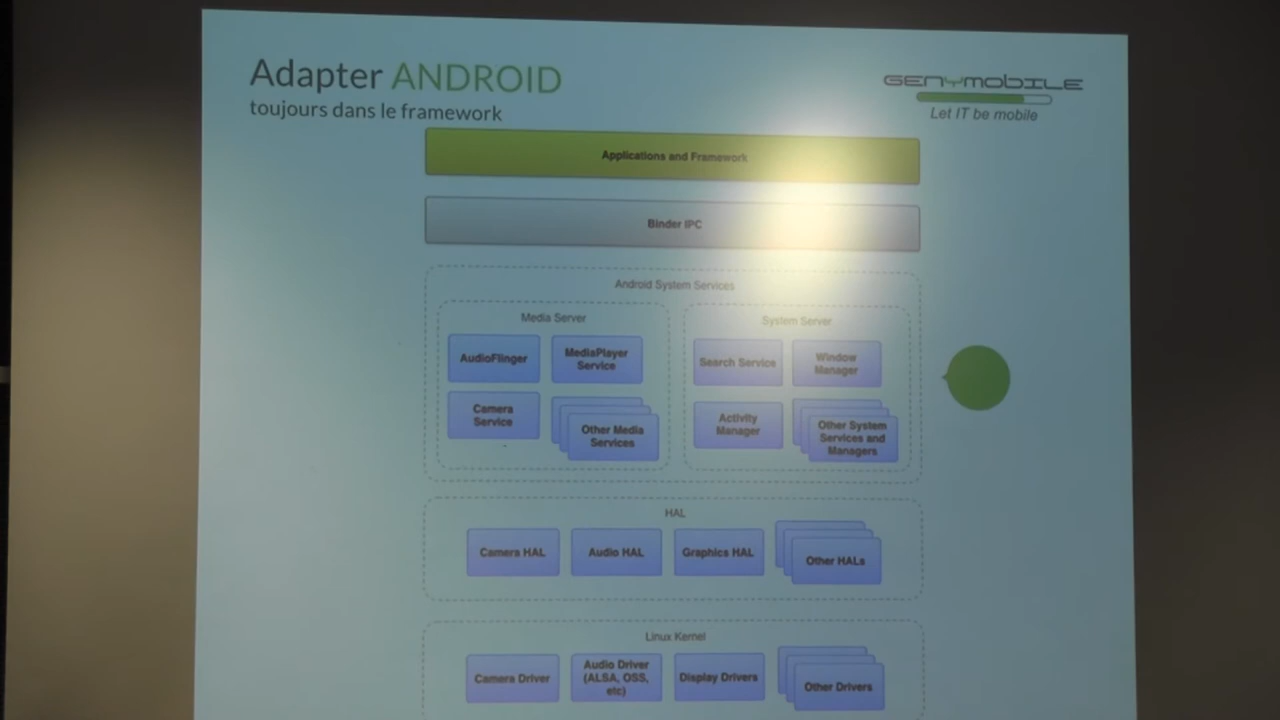 Adapter ANDROID
toujours dans le framework
GENYMOBILE
Let IT be mobile
Applications and Framework
Binder IPC
Android System Services
Media Server
System Server
AudioFlinger
MediaPlayer
Service
Search Service
Window
Manager
Camera
Service
Other Media
Services
Activity
Manager
Other System
Services and
Managers
HAL
Camera HAL
Audio HAL
Graphics HAL
Other HALs
Linux Kernel
Camera Driver
Audio Driver
(ALSA, OSS,
etc)
Display Drivers
Other Drivers